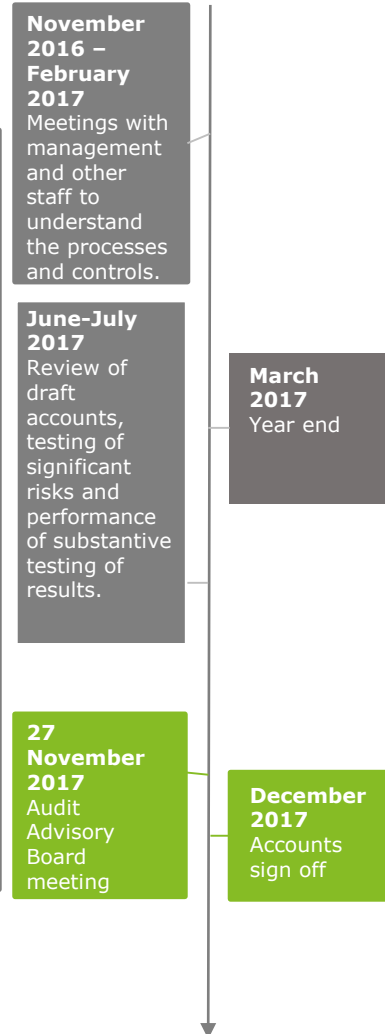 November
2016 –
February
2017
Meetings with
management
and other
staff to
understand
the processes
and controls.
March
2017
Year end
June-July
2017
Review of
draft
accounts,
testing of
significant
risks and
performance
of substantive
testing of
results.
27
November
2017
Audit
Advisory
Board
meeting
December
2017
Accounts
sign off